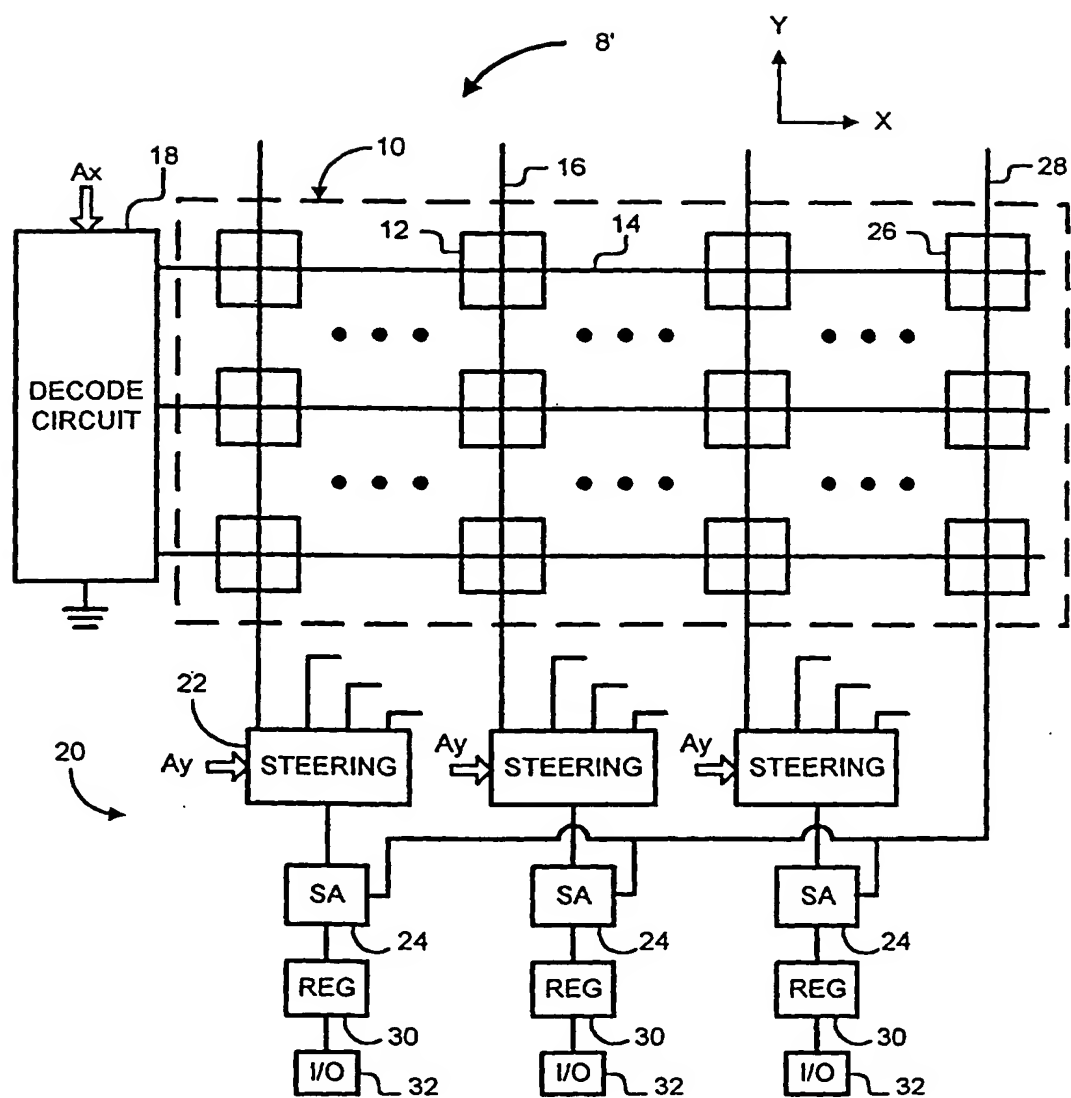 Y
8'
X
10
18
Ax
16
28
12
14
26
DECODE
CIRCUIT
22
Ay
STEERING
Ay
STEERING
Ay
STEERING
20
SA
SA
SA
24
24
24
REG
REG
REG
30
30
30
I/O
32
I/O
32
I/O
32